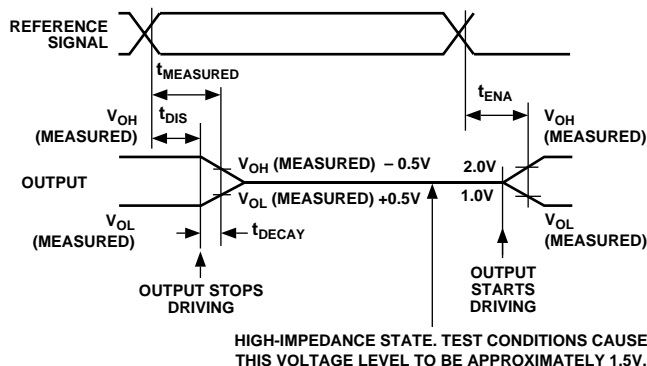 REFERENCE
SIGNAL
tMEASURED
tENA
VOH
(MEASURED)
tDIS
VOH
(MEASURED)
VOH (MEASURED) – 0.5V
2.0V
OUTPUT
VOL (MEASURED) +0.5V
1.0V
VOL
(MEASURED)
tDECAY
VOL
(MEASURED)
OUTPUT STOPS
DRIVING
OUTPUT
STARTS
DRIVING
HIGH-IMPEDANCE STATE. TEST CONDITIONS CAUSE
THIS VOLTAGE LEVEL TO BE APPROXIMATELY 1.5V.